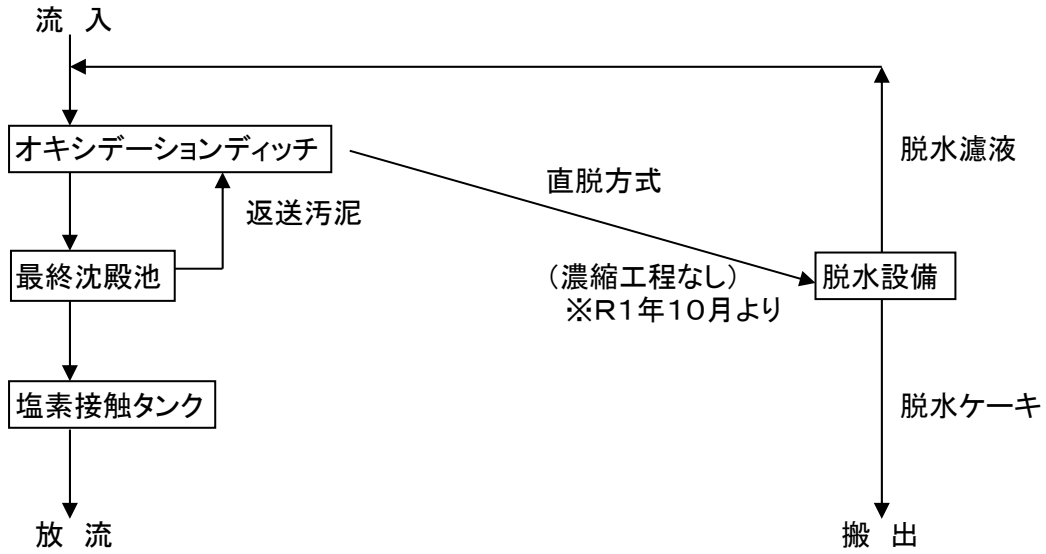 流 入
オキシデーションディッチ
脱水濾液
直脱方式
返送汚泥
最終沈殿池
(濃縮工程なし)
※R1年10月より
脱水設備
塩素接触タンク
脱水ケーキ
放 流
搬 出